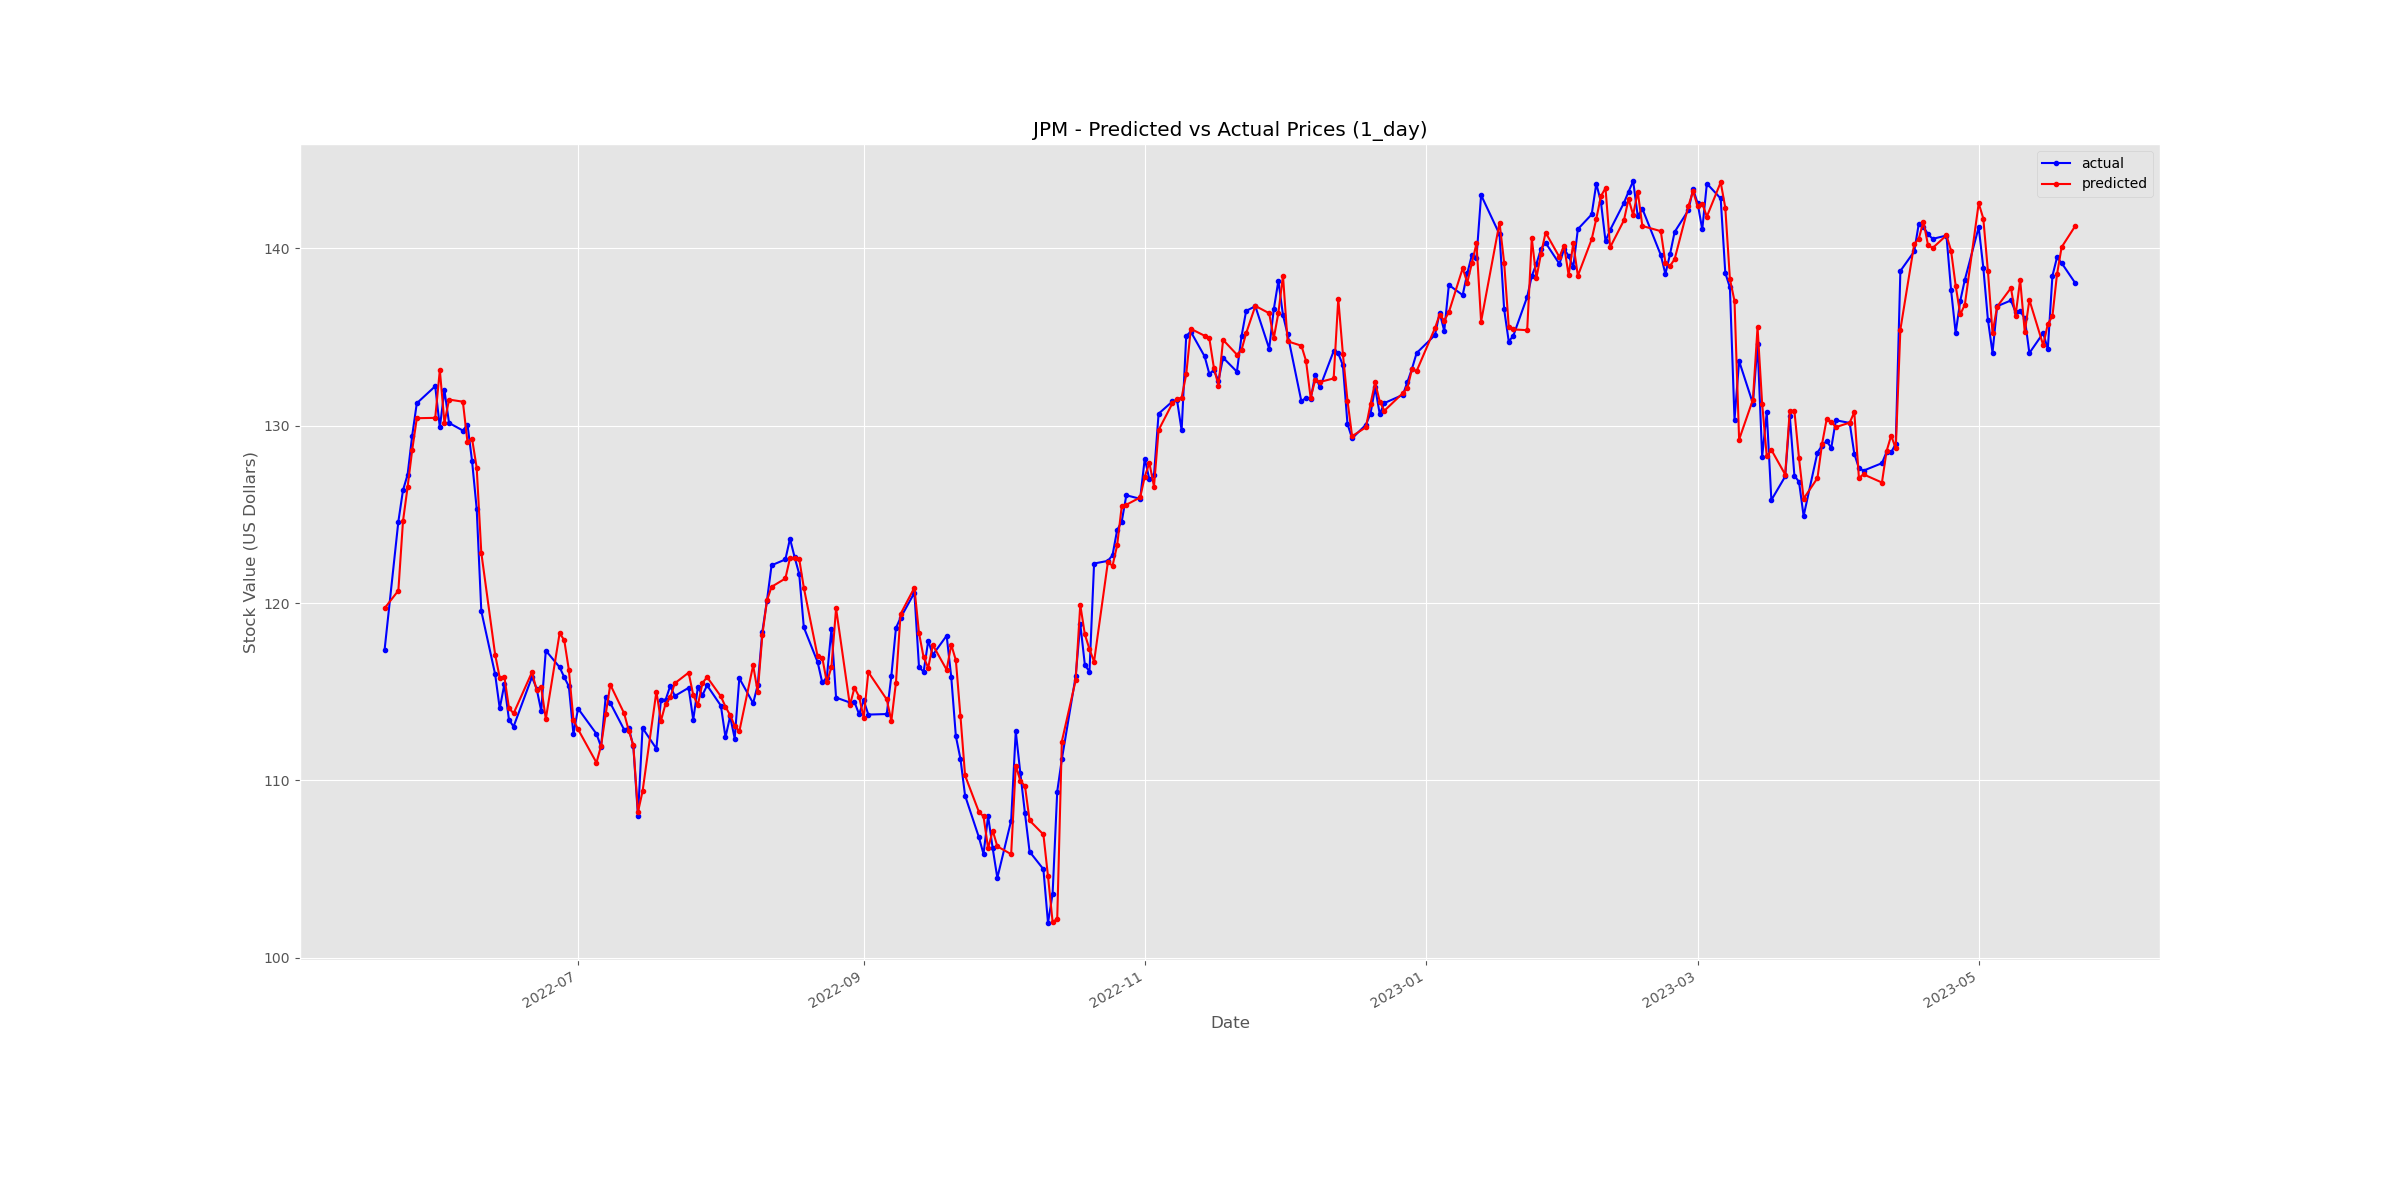 JPM - Predicted vs Actual Prices (1_day)
actual
predicted
Stock Value (US Dollars)
140
130
120
110
100
2022-07
2022-09
2022-11
2023-01
2023-03
2023-05
Date